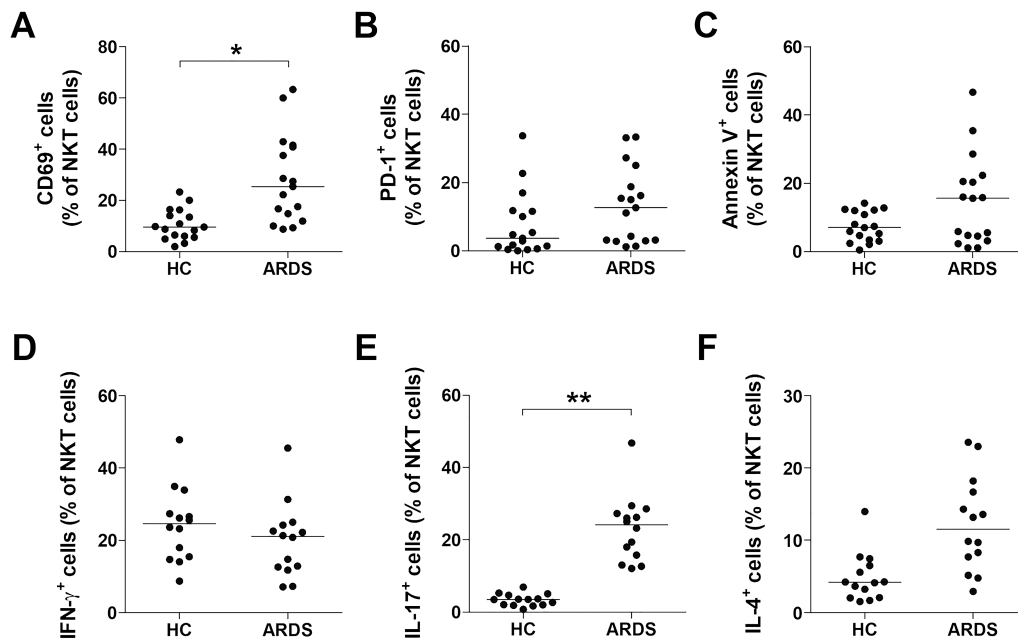 A
CD69+ cells
(% of NKT cells)
80
60
40
20
0
*
HC
ARDS
B
PD-1+ cells
(% of NKT cells)
60
40
20
0
HC
ARDS
C
Annexin V+ cells
(% of NKT cells)
60
40
20
0
HC
ARDS
D
IFN-γ+ cells (% of NKT cells)
60
40
20
0
HC
ARDS
E
IL-17+ cells (% of NKT cells)
60
40
20
0
**
HC
ARDS
F
IL-4+ cells (% of NKT cells)
30
20
10
0
HC
ARDS